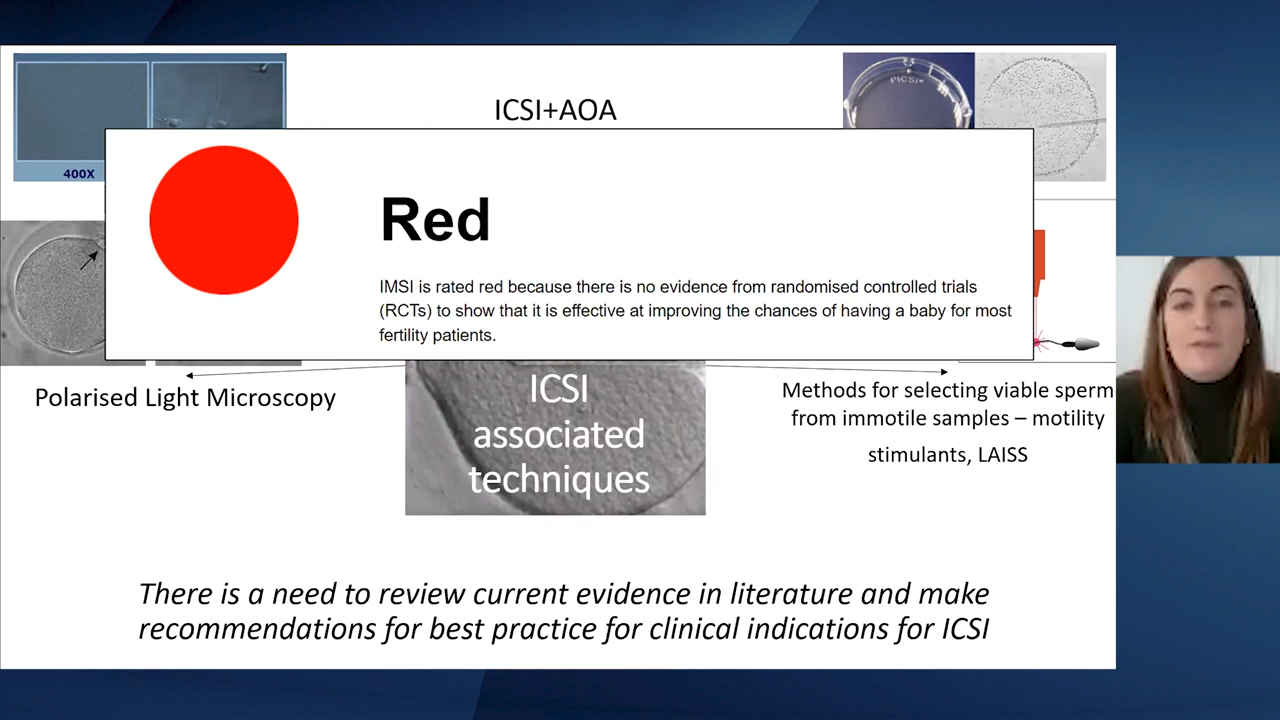 ICSI+AOA
PICSI
400X
Red
IMSI is rated red because there is no evidence from randomised controlled trials
(RCTs) to show that it is effective at improving the chances of having a baby for most
fertility patients.
Polarised Light Microscopy
ICSI
associated
techniques
Methods for selecting viable sperm
from immotile samples – motility
stimulants, LAISS
There is a need to review current evidence in literature and make
recommendations for best practice for clinical indications for ICSI